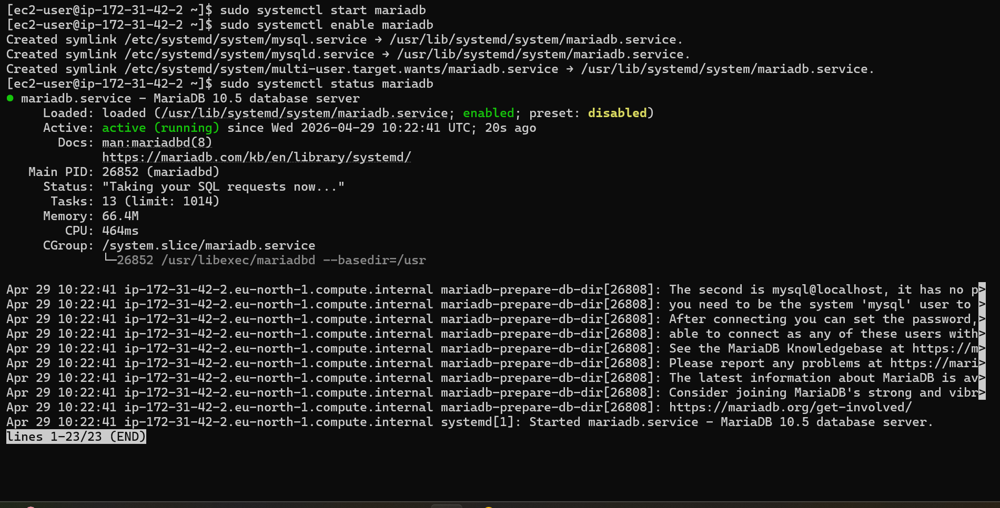 [ec2-user@ip-172-31-42-2 ~]$ sudo systemctl start mariadb
[ec2-user@ip-172-31-42-2 ~]$ sudo systemctl enable mariadb
Created symlink /etc/systemd/system/mysql.service → /usr/lib/systemd/system/mariadb.service.
Created symlink /etc/systemd/system/mysqld.service → /usr/lib/systemd/system/mariadb.service.
Created symlink /etc/systemd/system/multi-user.target.wants/mariadb.service → /usr/lib/systemd/system/mariadb.service.
[ec2-user@ip-172-31-42-2 ~]$ sudo systemctl status mariadb
● mariadb.service - MariaDB 10.5 database server
     Loaded: loaded (/usr/lib/systemd/system/mariadb.service; enabled; preset: disabled)
     Active: active (running) since Wed 2026-04-29 10:22:41 UTC; 20s ago
       Docs: man:mariadbd(8)
             https://mariadb.com/kb/en/library/systemd/
   Main PID: 26852 (mariadbd)
     Status: "Taking your SQL requests now..."
      Tasks: 13 (limit: 1014)
     Memory: 66.4M
        CPU: 464ms
     CGroup: /system.slice/mariadb.service
             └─26852 /usr/libexec/mariadbd --basedir=/usr
Apr 29 10:22:41 ip-172-31-42-2.eu-north-1.compute.internal mariadb-prepare-db-dir[26808]: The second is mysql@localhost, it has no p>
Apr 29 10:22:41 ip-172-31-42-2.eu-north-1.compute.internal mariadb-prepare-db-dir[26808]: you need to be the system 'mysql' user to >
Apr 29 10:22:41 ip-172-31-42-2.eu-north-1.compute.internal mariadb-prepare-db-dir[26808]: After connecting you can set the password,>
Apr 29 10:22:41 ip-172-31-42-2.eu-north-1.compute.internal mariadb-prepare-db-dir[26808]: able to connect as any of these users with>
Apr 29 10:22:41 ip-172-31-42-2.eu-north-1.compute.internal mariadb-prepare-db-dir[26808]: See the MariaDB Knowledgebase at https://m>
Apr 29 10:22:41 ip-172-31-42-2.eu-north-1.compute.internal mariadb-prepare-db-dir[26808]: Please report any problems at https://mari>
Apr 29 10:22:41 ip-172-31-42-2.eu-north-1.compute.internal mariadb-prepare-db-dir[26808]: The latest information about MariaDB is av>
Apr 29 10:22:41 ip-172-31-42-2.eu-north-1.compute.internal mariadb-prepare-db-dir[26808]: Consider joining MariaDB's strong and vibr>
Apr 29 10:22:41 ip-172-31-42-2.eu-north-1.compute.internal mariadb-prepare-db-dir[26808]: https://mariadb.org/get-involved/
Apr 29 10:22:41 ip-172-31-42-2.eu-north-1.compute.internal systemd[1]: Started mariadb.service - MariaDB 10.5 database server.
lines 1-23/23 (END)